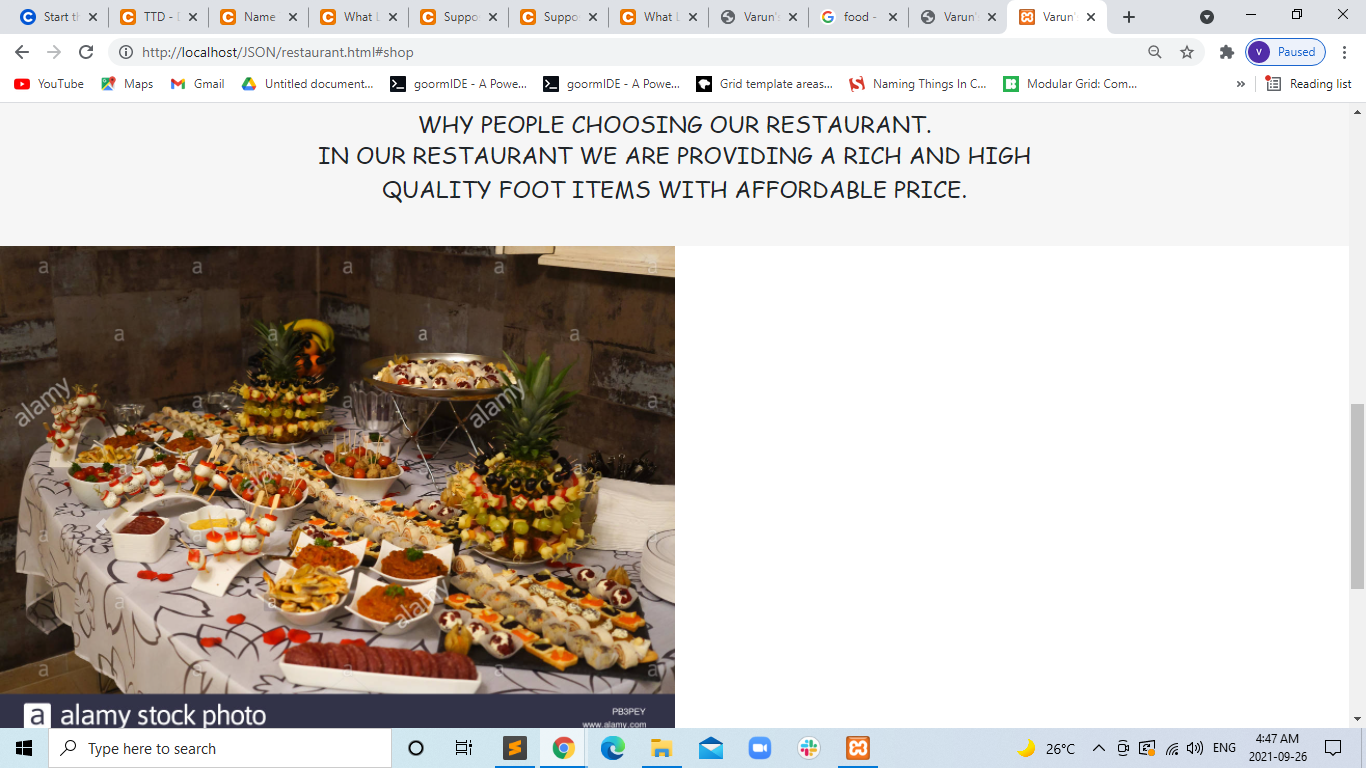 Start th
TTD - D
Name
What L
Suppor
Suppo
What L
Varun's
food -
Varun'
Varun'
http://localhost/JSON/restaurant.html#shop
V
Paused
YouTube
Maps
Gmail
Untitled document...
goormIDE - A Powe...
goormIDE - A Powe...
Grid template areas...
Naming Things In C...
Modular Grid: Com...
»
Reading list
WHY PEOPLE CHOOSING OUR RESTAURANT.
IN OUR RESTAURANT WE ARE PROVIDING A RICH AND HIGH
QUALITY FOOT ITEMS WITH AFFORDABLE PRICE.
a a a a a
a a a
alamy alamy
a a
alamy
a a a
alamy
a a a a
a alamy stock photo
PB3PEY
www.alamy.com
Type here to search
26°C
ENG
4:47 AM
2021-09-26